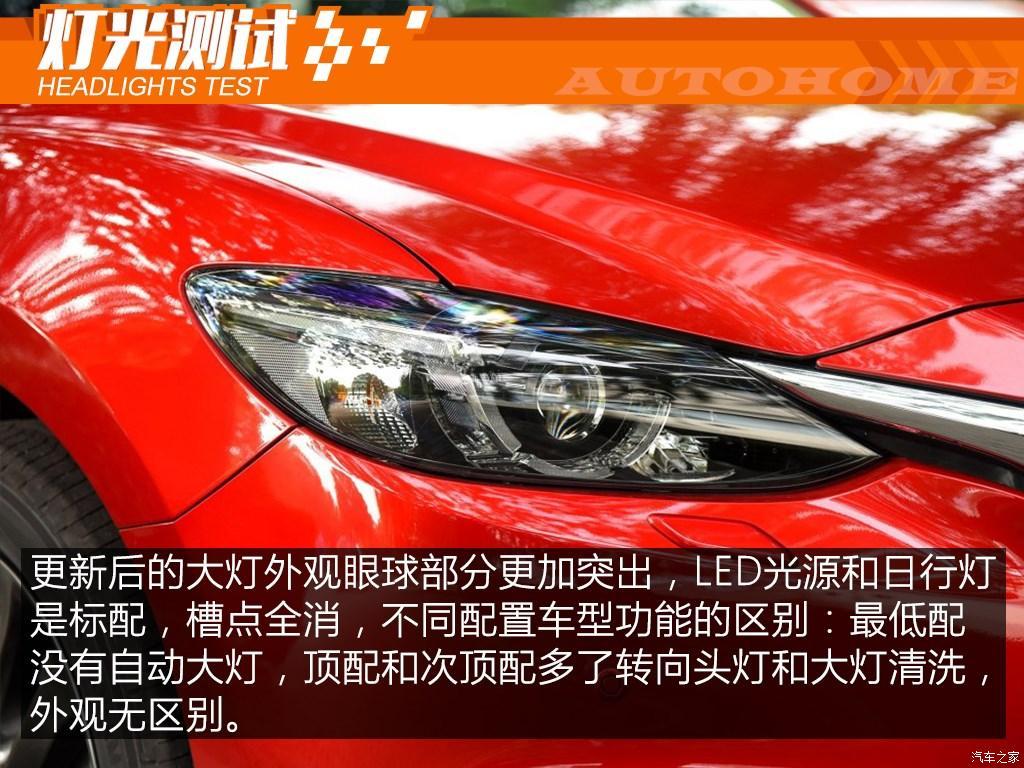 灯光测试
HEADLIGHTS TEST
AUTOHOME
更新后的大灯外观眼球部分更加突出，LED光源和日行灯
是标配，槽点全消，不同配置车型功能的区别：最低配
没有自动大灯，顶配和次顶配多了转向头灯和大灯清洗，
外观无区别。
汽车之家